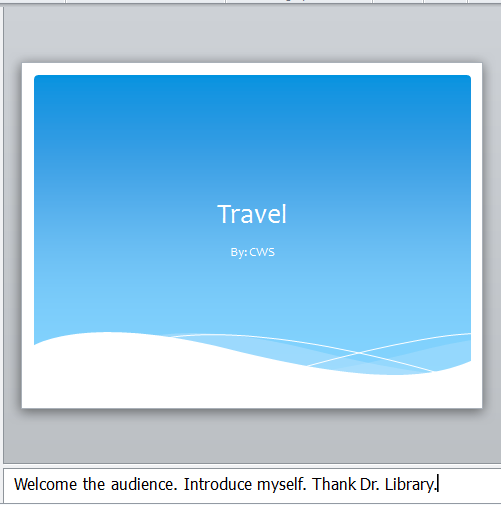 Travel
By: CWS
Welcome the audience. Introduce myself. Thank Dr. Library.